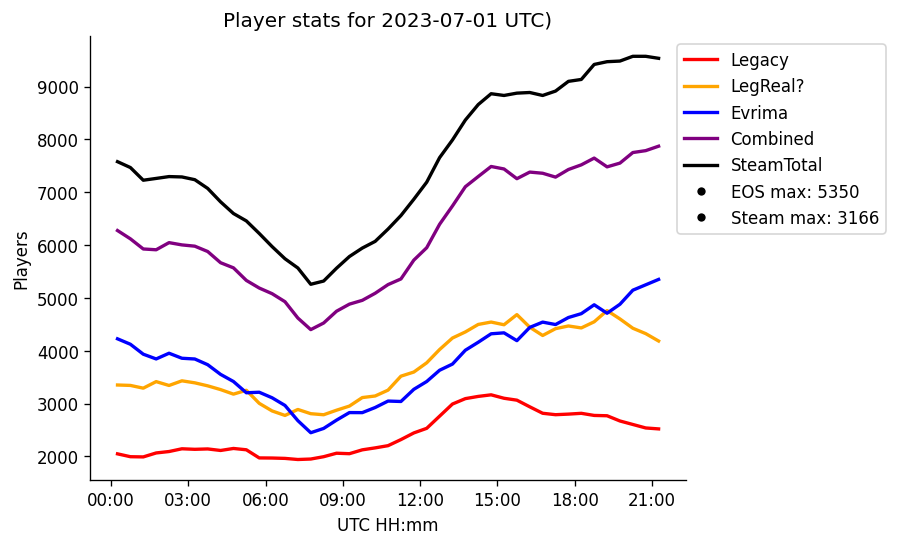 Player stats for 2023-07-01 UTC)
Legacy
LegReal?
Evrima
Combined
SteamTotal
EOS max: 5350
Steam max: 3166
Players
9000
8000
7000
6000
5000
4000
3000
2000
00:00 03:00 06:00 09:00 12:00 15:00 18:00 21:00
UTC HH:mm